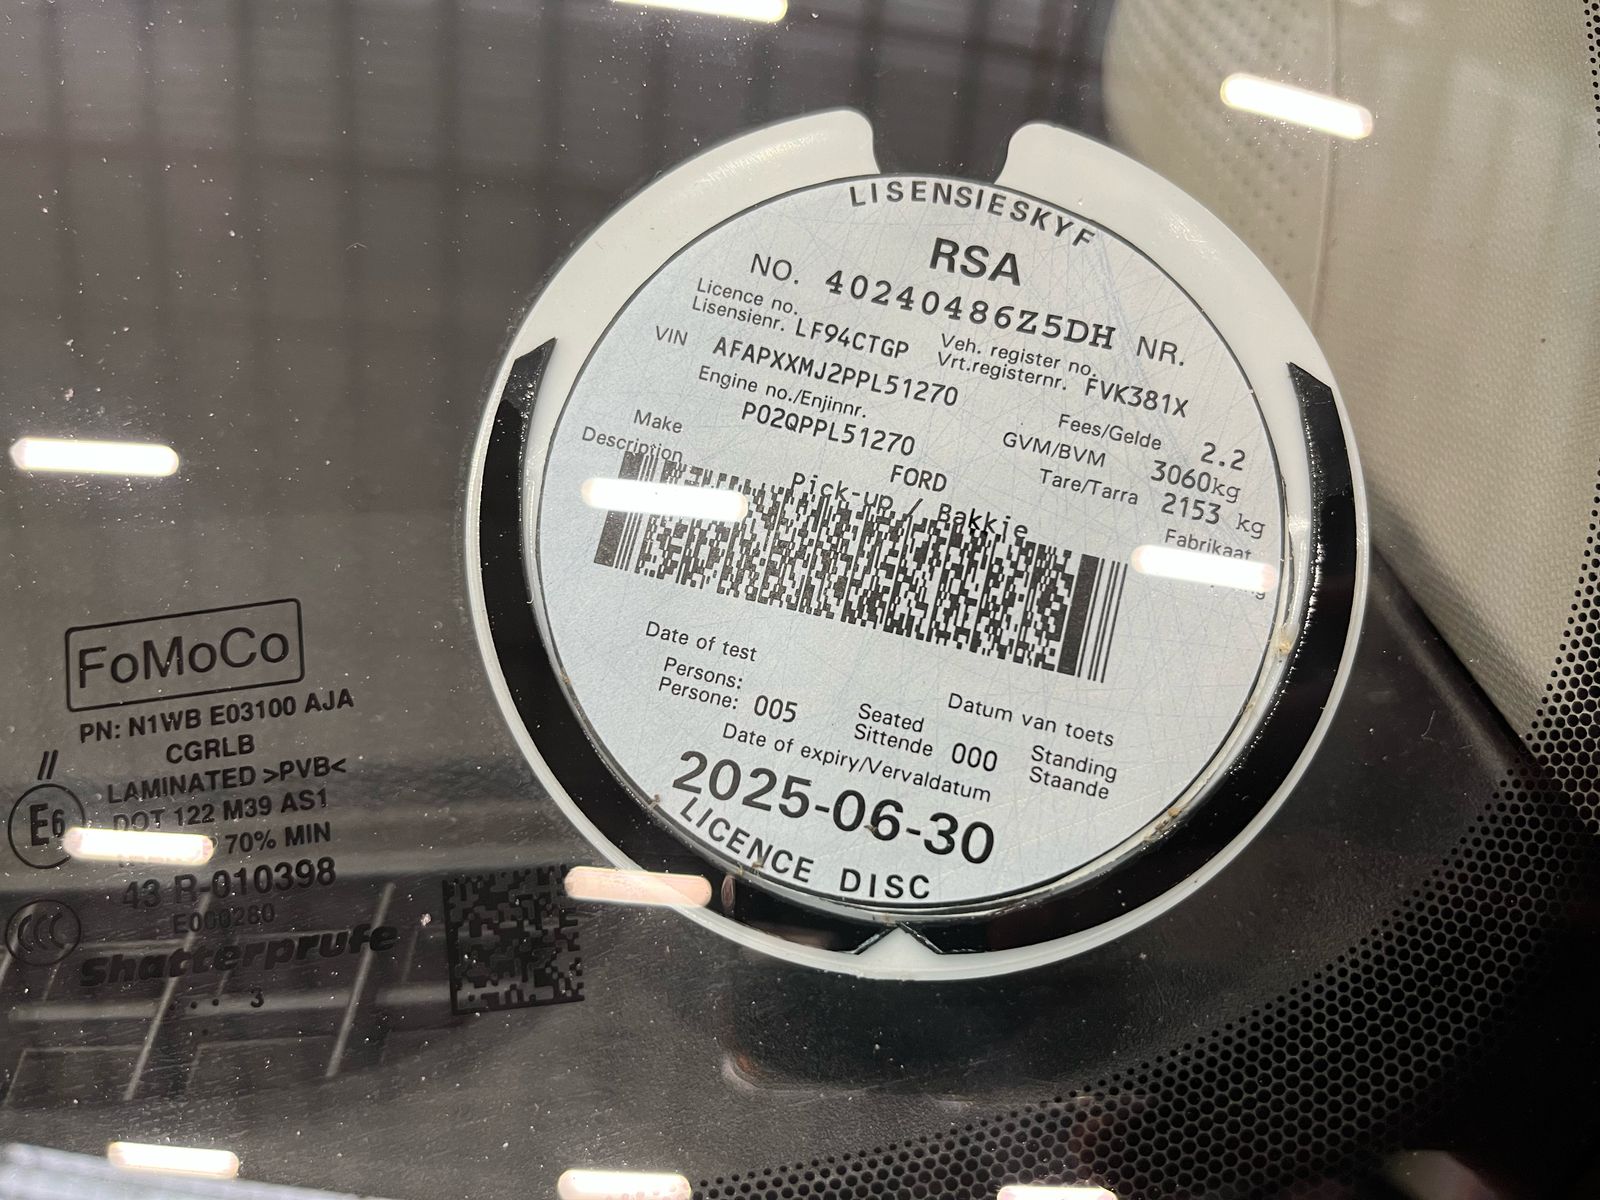 LISENSIESKYF
RSA
NO. 40240486Z5DH NR.
Licence no. Veh. register no.
Lisensienr. LF94CTGP Vrt.registernr. FVK381X
VIN AFAPXXMJ2PPL51270 Fees/Gelde 2.2
Engine no./Enjinnr. GVM/BVM 3060kg
P02QPPL51270 Tare/Tarra 2153 kg
Make FORD Fabrikaat
Description Pick-up / Bakkie
Date of test Datum van toets
Persons: Seated Standing
Persone: 005 Sittende 000 Staande
Date of expiry/Vervaldatum
2025-06-30
LICENCE DISC
FoMoCo
PN: N1WB E03100 AJA
CGRLB
//
LAMINATED >PVB<
E6
DOT 122 M39 AS1
70% MIN
43 R-010398
E000280
CCC
Shatterprufe
... 3